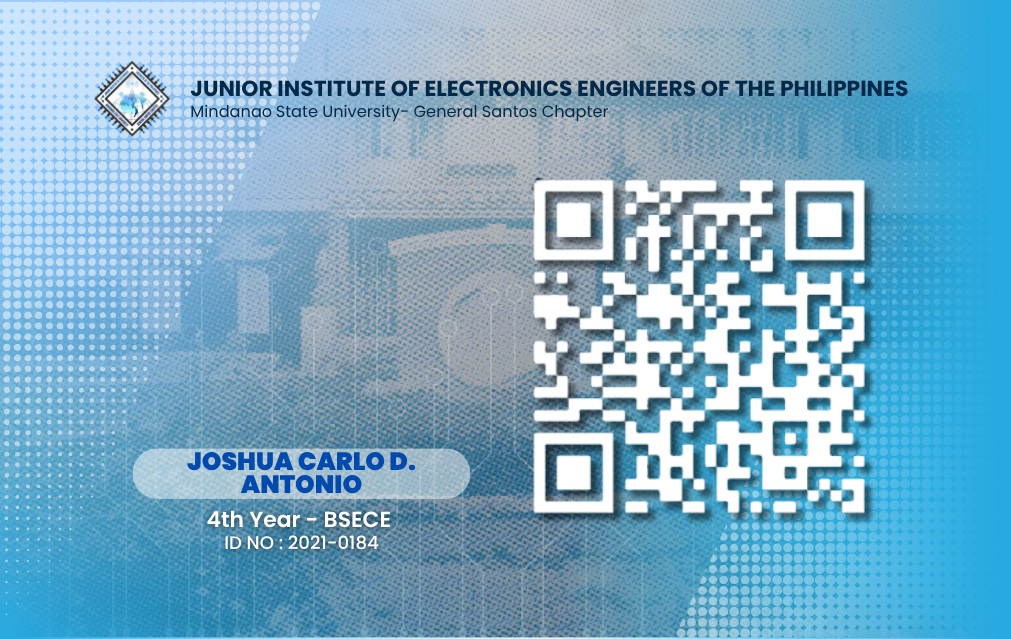 JUNIOR INSTITUTE OF ELECTRONICS ENGINEERS OF THE PHILIPPINES
Mindanao State University- General Santos Chapter
JOSHUA CARLO D.
ANTONIO
4th Year - BSECE
ID NO : 2021-0184